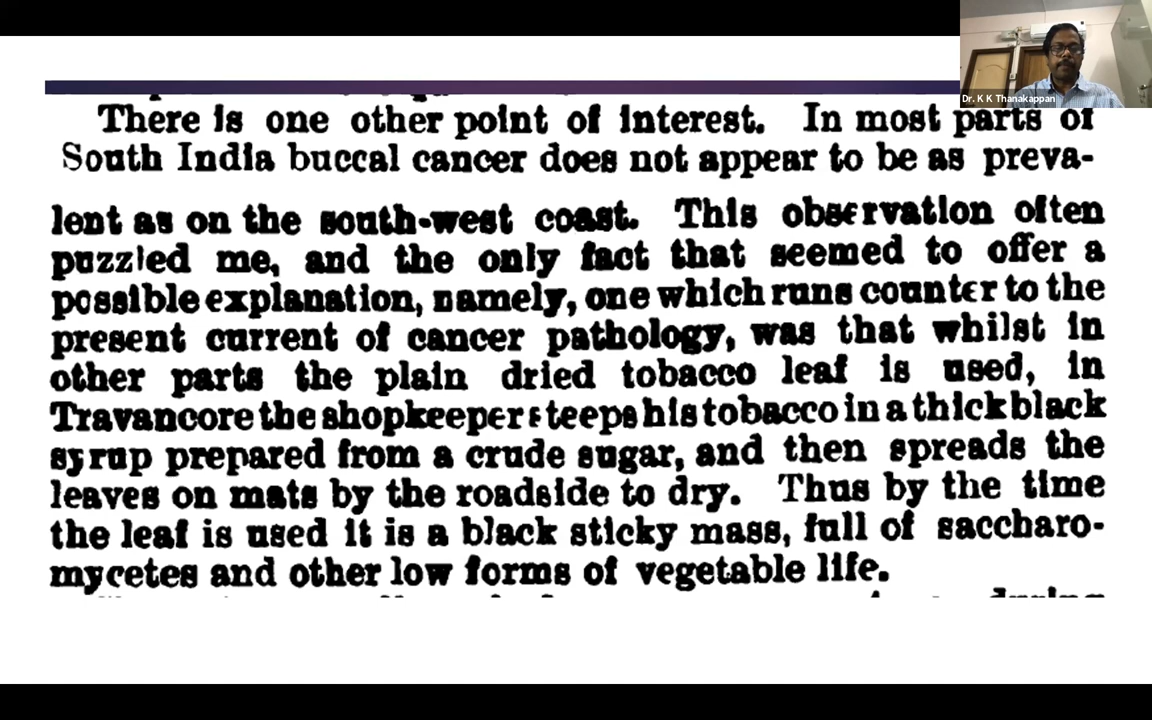 Dr. K K Thanakappan
There is one other point of interest. In most parts of
South India buccal cancer does not appear to be as preva-
lent as on the south-west coast. This observation often
puzzled me, and the only fact that seemed to offer a
possible explanation, namely, one which runs counter to the
present current of cancer pathology, was that whilst in
other parts the plain dried tobacco leaf is used, in
Travancore the shopkeeper steeps his tobacco in a thick black
syrup prepared from a crude sugar, and then spreads the
leaves on mats by the roadside to dry. Thus by the time
the leaf is used it is a black sticky mass, full of saccharo-
mycetes and other low forms of vegetable life.
during